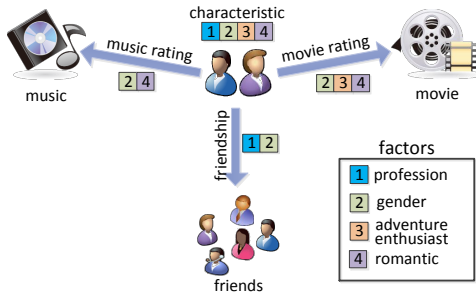 characteristic
1 2 3 4
music rating
movie rating
2 4
2 3 4
music
movie
friendship
1 2
friends
factors
1 profession
2 gender
3 adventure
enthusiast
4 romantic